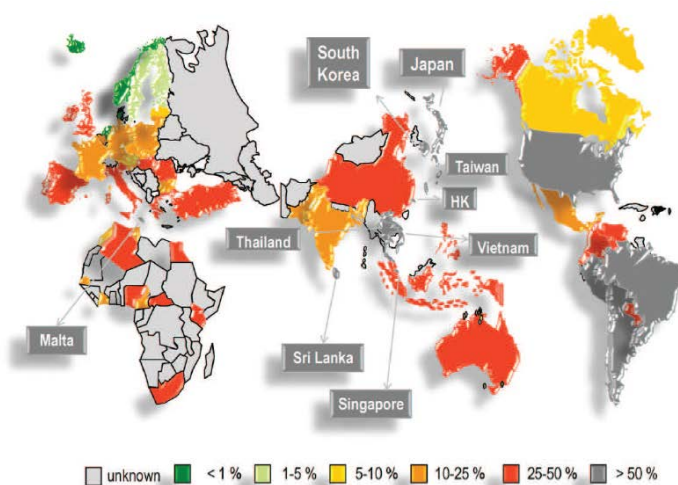 South
Korea
Japan
Taiwan
HK
Thailand
Vietnam
Malta
Sri Lanka
Singapore
unknown < 1 % 1-5 % 5-10 % 10-25 % 25-50 % > 50 %